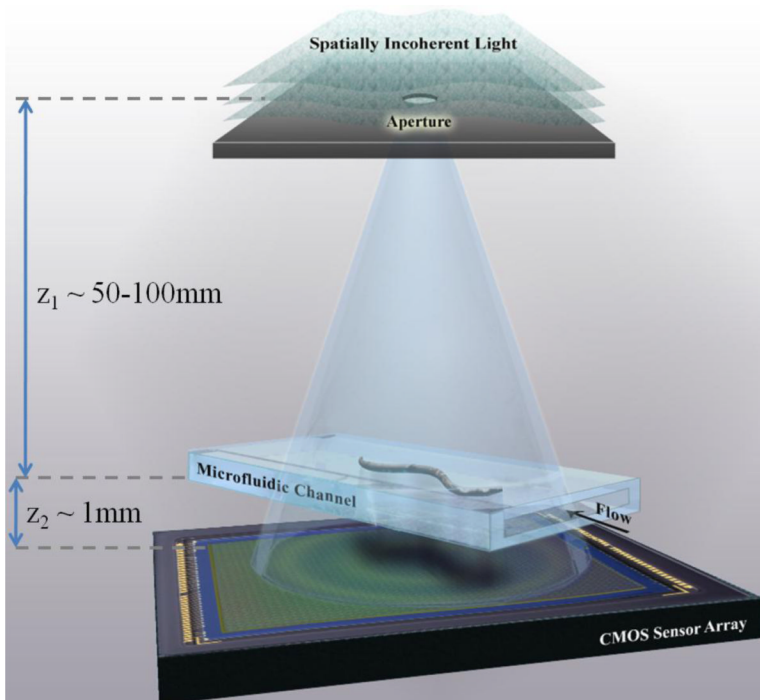 Spatially Incoherent Light
Aperture
z₁ ~ 50-100mm
Microfluidic Channel
Flow
z₂ ~ 1mm
CMOS Sensor Array